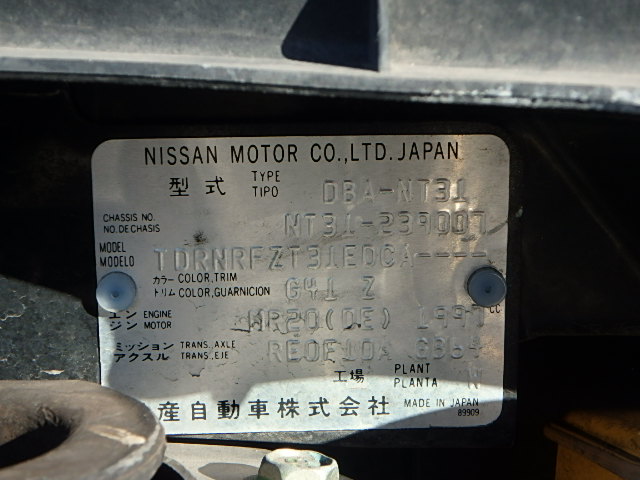 NISSAN MOTOR CO.,LTD. JAPAN
型式 TYPE TIPO DBA-NT31
CHASSIS NO. NO. DE CHASIS NT31-239007
MODEL MODELO TDRNRFZT31EDCA----
カラー COLOR,TRIM
トリム COLOR,GUARNICION G41 Z
エンジン ENGINE MOTOR MR20(DE) 1997 CC
ミッション TRANS.,AXLE
アクスル TRANS.,EJE RE0F10A GB64
工場 PLANT PLANTA N
産自動車株式会社 MADE IN JAPAN
89909